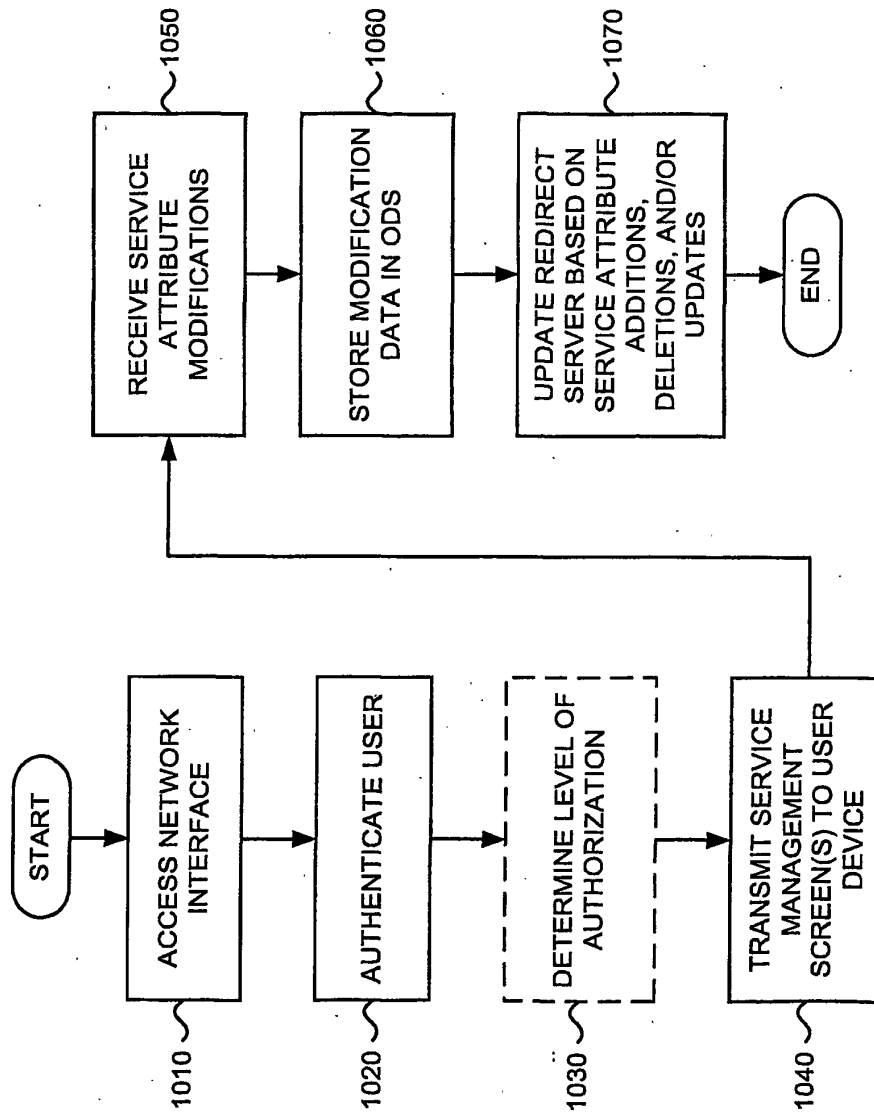 START
ACCESS NETWORK
INTERFACE
1010
AUTHENTICATE USER
1020
DETERMINE LEVEL OF
AUTHORIZATION
1030
TRANSMIT SERVICE
MANAGEMENT
SCREEN(S) TO USER
DEVICE
1040
RECEIVE SERVICE
ATTRIBUTE
MODIFICATIONS
1050
STORE MODIFICATION
DATA IN ODS
1060
UPDATE REDIRECT
SERVER BASED ON
SERVICE ATTRIBUTE
ADDITIONS,
DELETIONS, AND/OR
UPDATES
1070
END